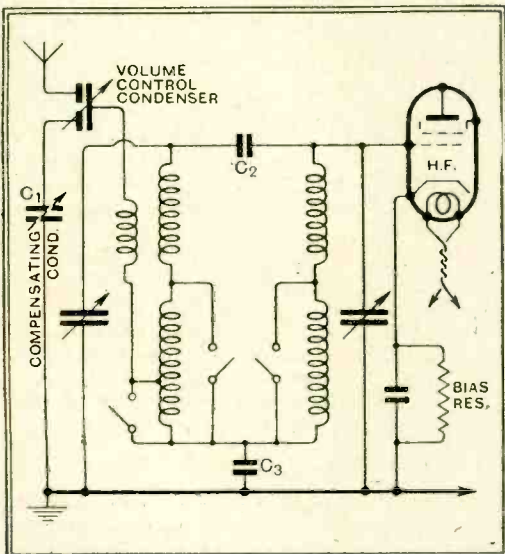 VOLUME
CONTROL
CONDENSER
C2
H.F.
C1
COMPENSATING
COND.
BIAS
RES.
C3